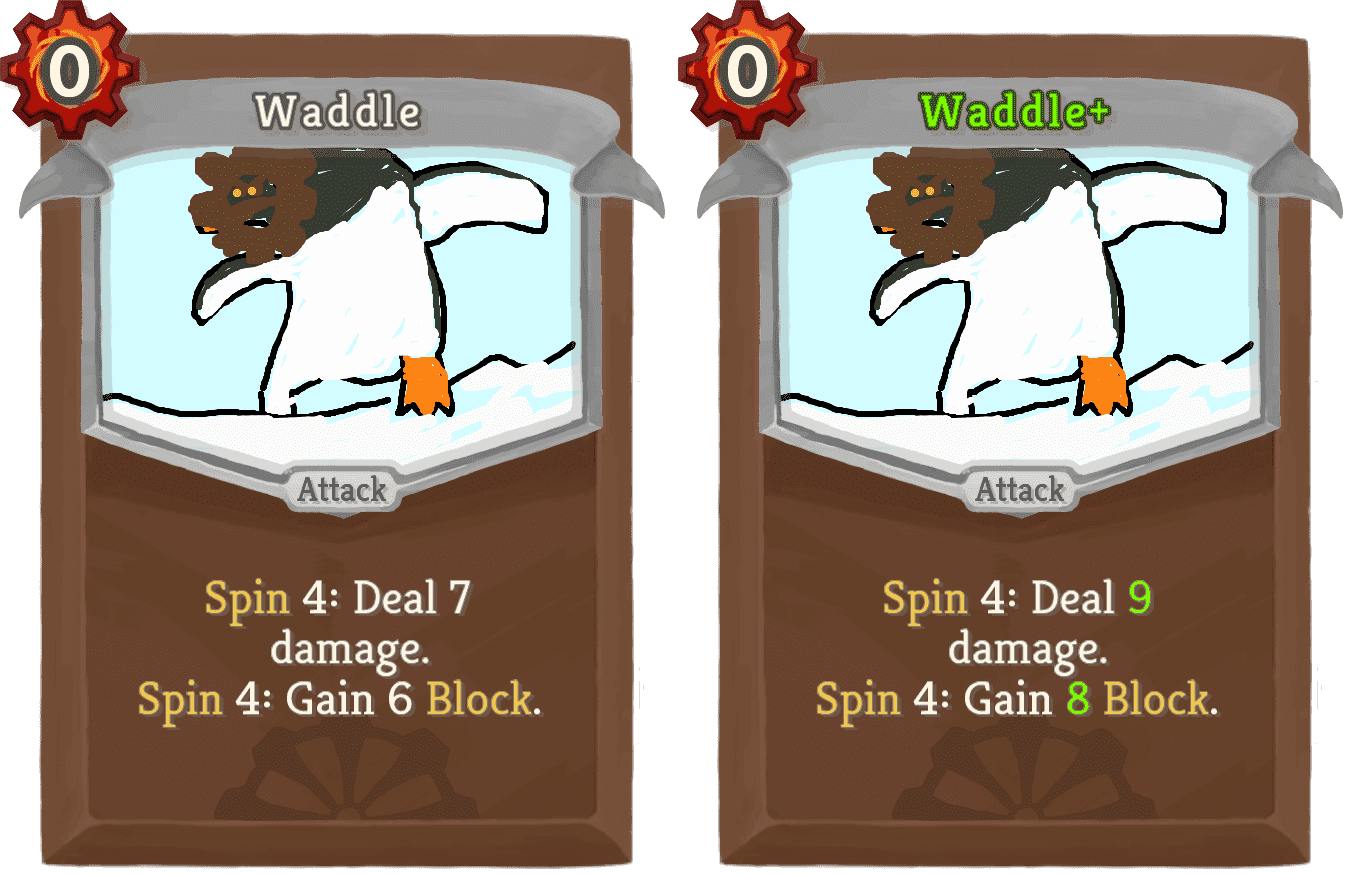 0
Waddle
Attack
Spin 4: Deal 7
damage.
Spin 4: Gain 6 Block.
0
Waddle+
Attack
Spin 4: Deal 9
damage.
Spin 4: Gain 8 Block.